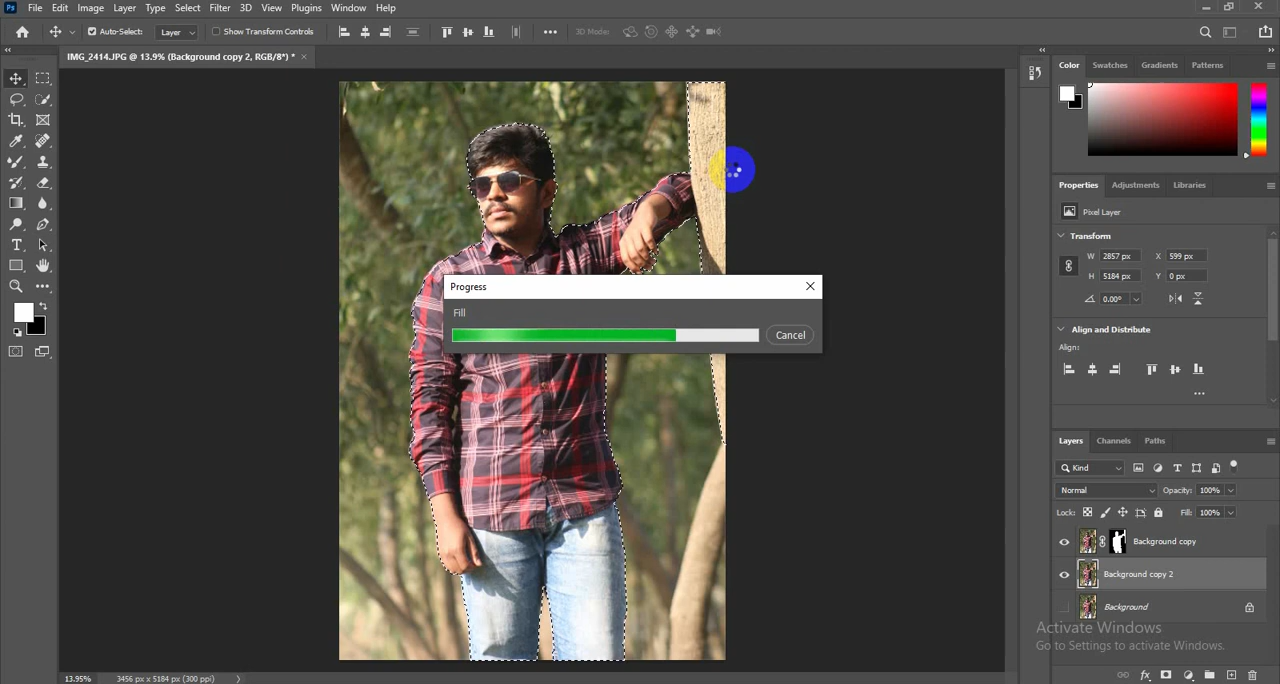 Ps File Edit Image Layer Type Select Filter 3D View Plugins Window Help
Auto-Select: Layer Show Transform Controls 3D Mode:
IMG_2414.JPG @ 13.9% (Background copy 2, RGB/8*) * ×
Color Swatches Gradients Patterns
Properties Adjustments Libraries
Pixel Layer
Transform
W 2857 px X 599 px
H 5184 px Y 0 px
0.00°
Align and Distribute
Align:
Progress
Fill
Cancel
Layers Channels Paths
Kind
Normal Opacity: 100%
Lock: Fill: 100%
Background copy
Background copy 2
Background
Activate Windows
Go to Settings to activate Windows.
13.95% 3456 px x 5184 px (300 ppi)